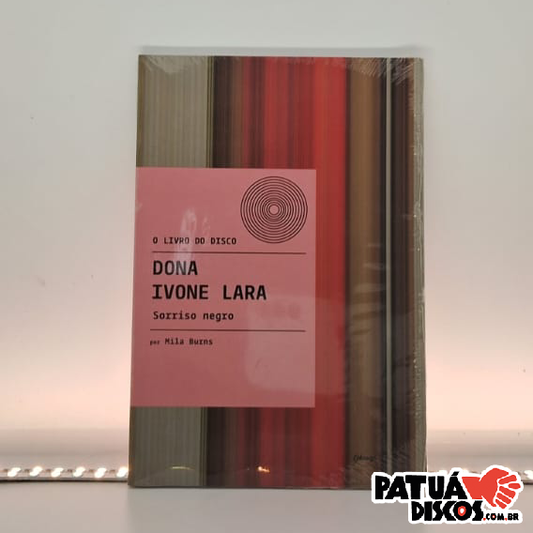 O LIVRO DO DISCO
DONA
IVONE LARA
Sorriso negro
por Mila Burns
PATUÁ
DISCOS.COM.BR